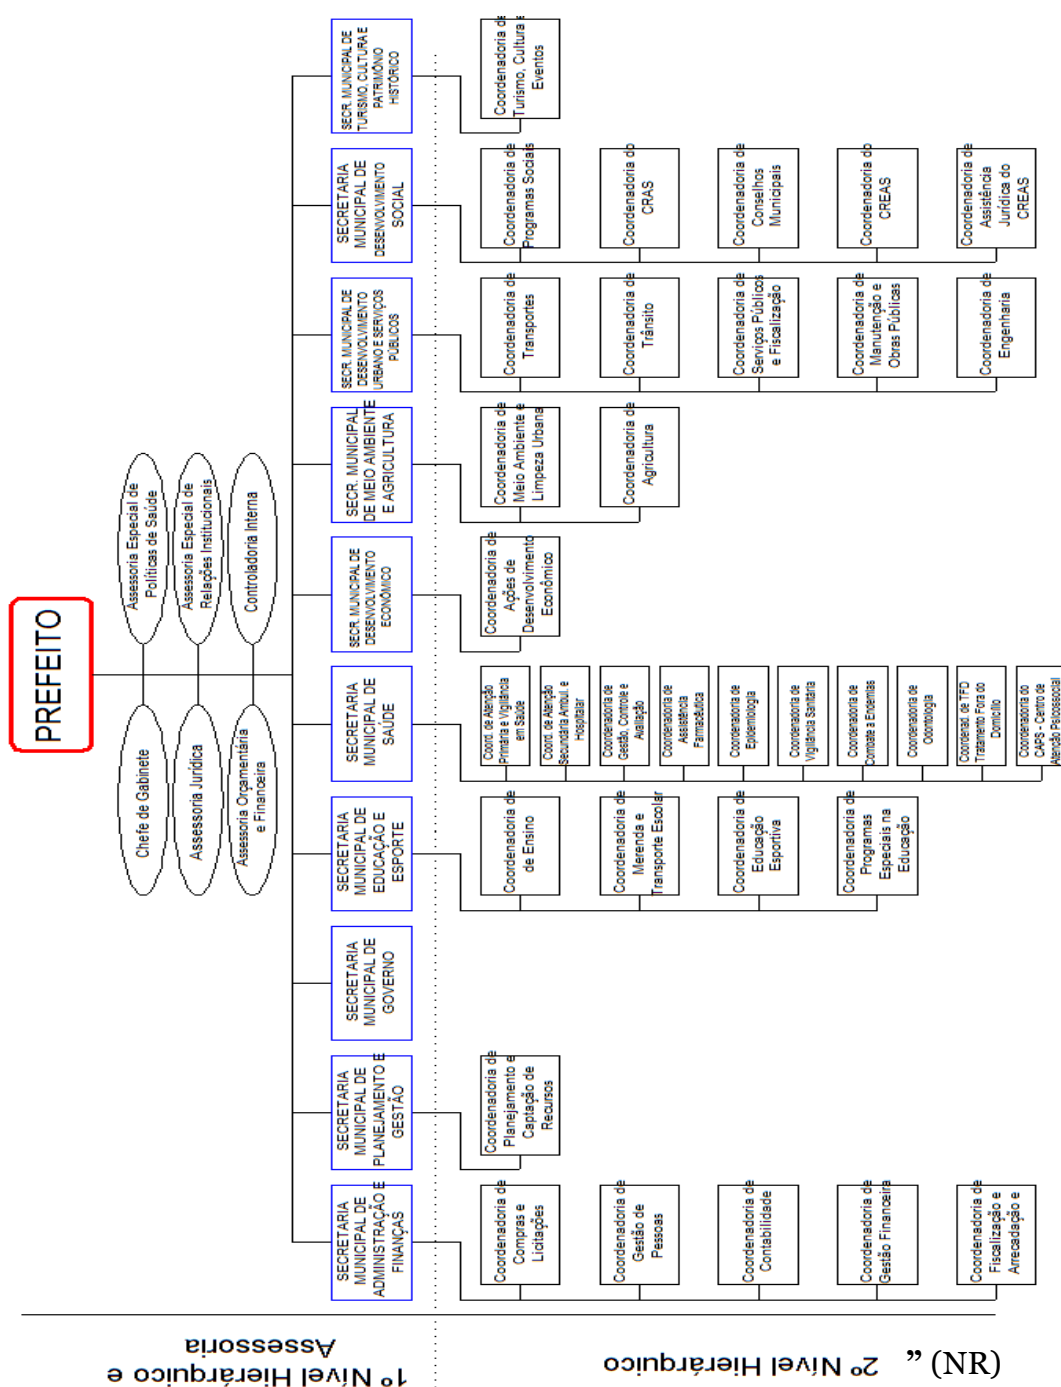 PREFEITO
Chefe de Gabinete
Assessoria Especial de
Políticas de Saúde
Assessoria Jurídica
Assessoria Especial de
Relações Institucionais
Assessoria Orçamentária
e Financeira
Controladoria Interna
1º Nível Hierárquico e
Assessoria
SECRETARIA
MUNICIPAL DE
ADMINISTRAÇÃO E
FINANÇAS
SECRETARIA
MUNICIPAL DE
PLANEJAMENTO E
GESTÃO
SECRETARIA
MUNICIPAL DE
GOVERNO
SECRETARIA
MUNICIPAL DE
EDUCAÇÃO E
ESPORTE
SECRETARIA
MUNICIPAL DE
SAÚDE
SECR. MUNICIPAL DE
DESENVOLVIMENTO
ECONÔMICO
SECR. MUNICIPAL
DE MEIO AMBIENTE
E AGRICULTURA
SECR. MUNICIPAL DE
DESENVOLVIMENTO
URBANO E SERVIÇOS
PÚBLICOS
SECRETARIA
MUNICIPAL DE
DESENVOLVIMENTO
SOCIAL
SECR. MUNICIPAL DE
TURISMO, CULTURA E
PATRIMÔNIO
HISTÓRICO
2º Nível Hierárquico
Coordenadoria de
Compras e
Licitações
Coordenadoria de
Gestão de
Pessoas
Coordenadoria de
Contabilidade
Coordenadoria de
Gestão Financeira
Coordenadoria de
Fiscalização e
Arrecadação e
Coordenadoria de
Planejamento e
Captação de
Recursos
Coordenadoria de
Ensino
de Ensino
Coordenadoria de
Merenda e
Transporte Escolar
Coordenadoria de
Educação
Esportiva
Coordenadoria de
Programas
Especiais na
Educação
Coord. de Atenção
Primária e Vigilância
em Saúde
Coord. de Atenção
Secundária Ambul. e
Hospitalar
Coordenadoria de
Gestão, Controle e
Avaliação
Coordenadoria de
Assistência
Farmacêutica
Coordenadoria de
Epidemiologia
Coordenadoria de
Vigilância Sanitária
Coordenadoria de
Combate a Endemias
Coordenadoria de
Odontologia
Coordenad. de TFD
Tratamento Fora do
Domicílio
Coordenadoria do
CAPS - Centro de
Atenção Psicossocial
Coordenadoria de
Ações de
Desenvolvimento
Econômico
Coordenadoria de
Meio Ambiente e
Limpeza Urbana
Coordenadoria de
Agricultura
Coordenadoria de
Transportes
Coordenadoria de
Trânsito
Coordenadoria de
Serviços Públicos
e Fiscalização
Coordenadoria de
Manutenção e
Obras Públicas
Coordenadoria de
Engenharia
Coordenadoria de
Programas Sociais
Coordenadoria do
CRAS
Coordenadoria de
Conselhos
Municipais
Coordenadoria do
CREAS
Coordenadoria de
Assistência
Jurídica do
CREAS
Coordenadoria de
Turismo, Cultura e
Eventos
” (NR)